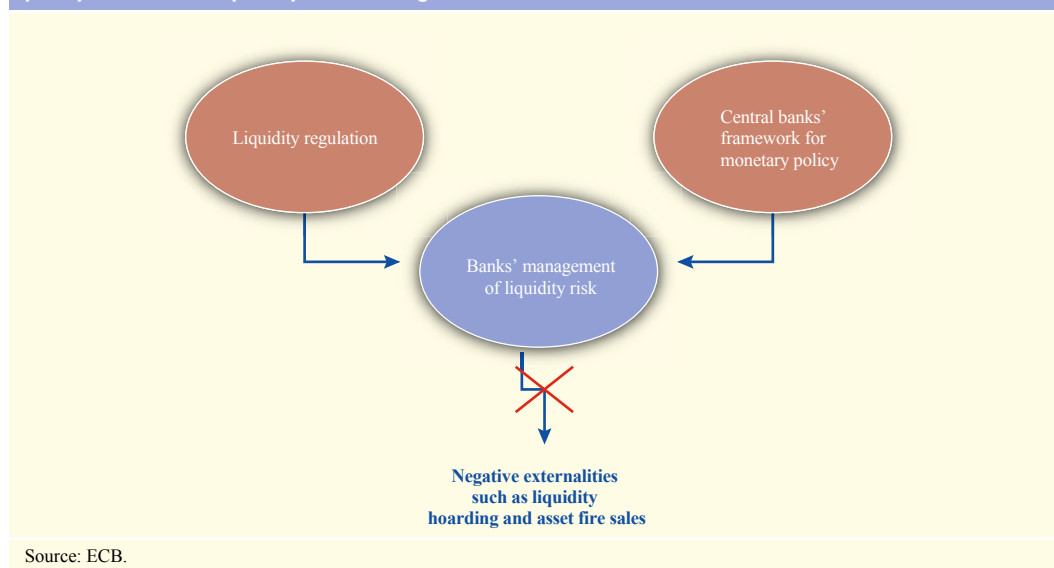 Liquidity regulation
Central banks’
framework for
monetary policy
Banks’ management
of liquidity risk
Negative externalities
such as liquidity
hoarding and asset fire sales
Source: ECB.